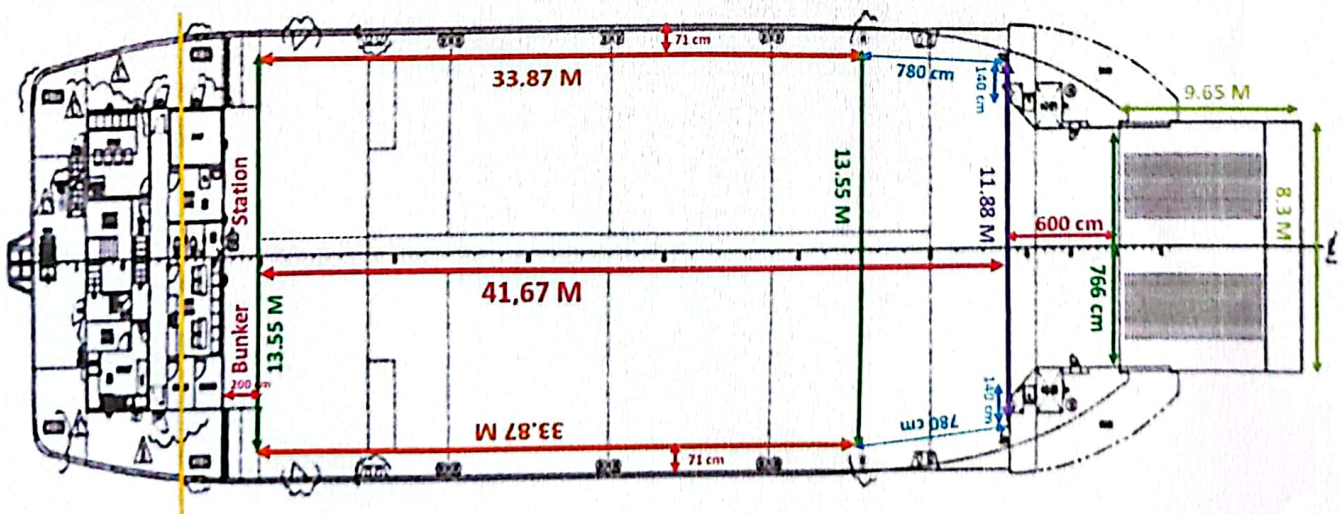 71 cm
33.87 M
780 cm
140 cm
9.65 M
Station
13.55 M
11.88 M
8.3 M
600 cm
41,67 M
766 cm
Bunker
13.55 M
200 cm
140 cm
33.87 M
780 cm
71 cm